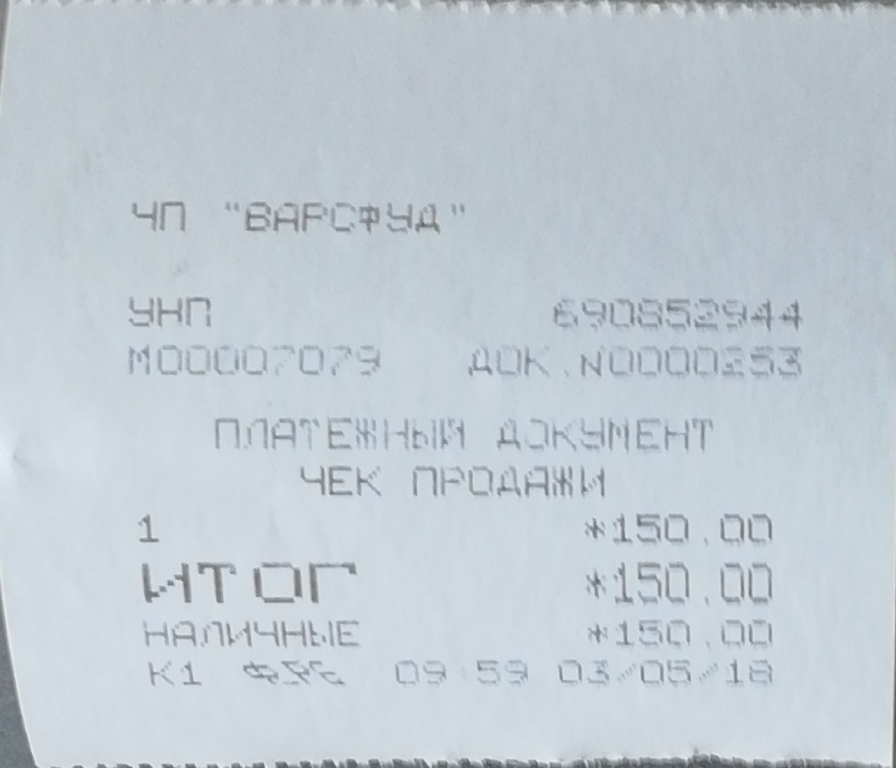 ЧП "ВАРСФУД"
УНП 690852944
М00007079 ДОК.N0000253
ПЛАТЕЖНЫЙ ДОКУМЕНТ
ЧЕК ПРОДАЖИ
1 *150.00
ИТОГ *150.00
НАЛИЧНЫЕ *150.00
К1 09:59 03/05/18